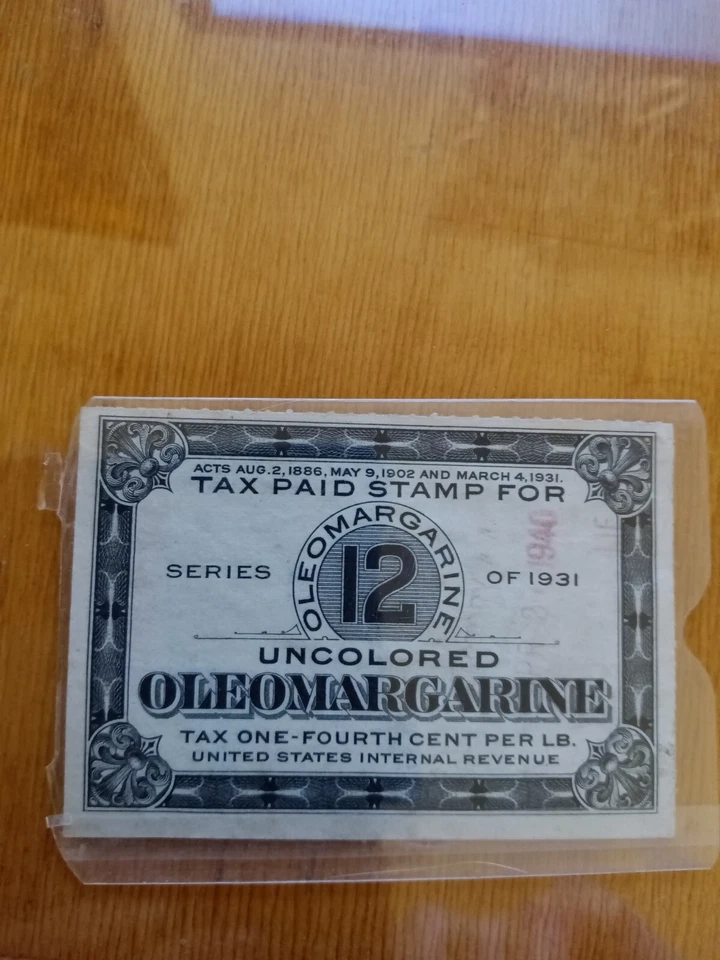 ACTS AUG. 2, 1886, MAY 9, 1902 AND MARCH 4, 1931.
TAX PAID STAMP FOR
OLEOMARGARINE
SERIES 12 OF 1931
UNCOLORED
OLEOMARGARINE
TAX ONE-FOURTH CENT PER LB.
UNITED STATES INTERNAL REVENUE
1940